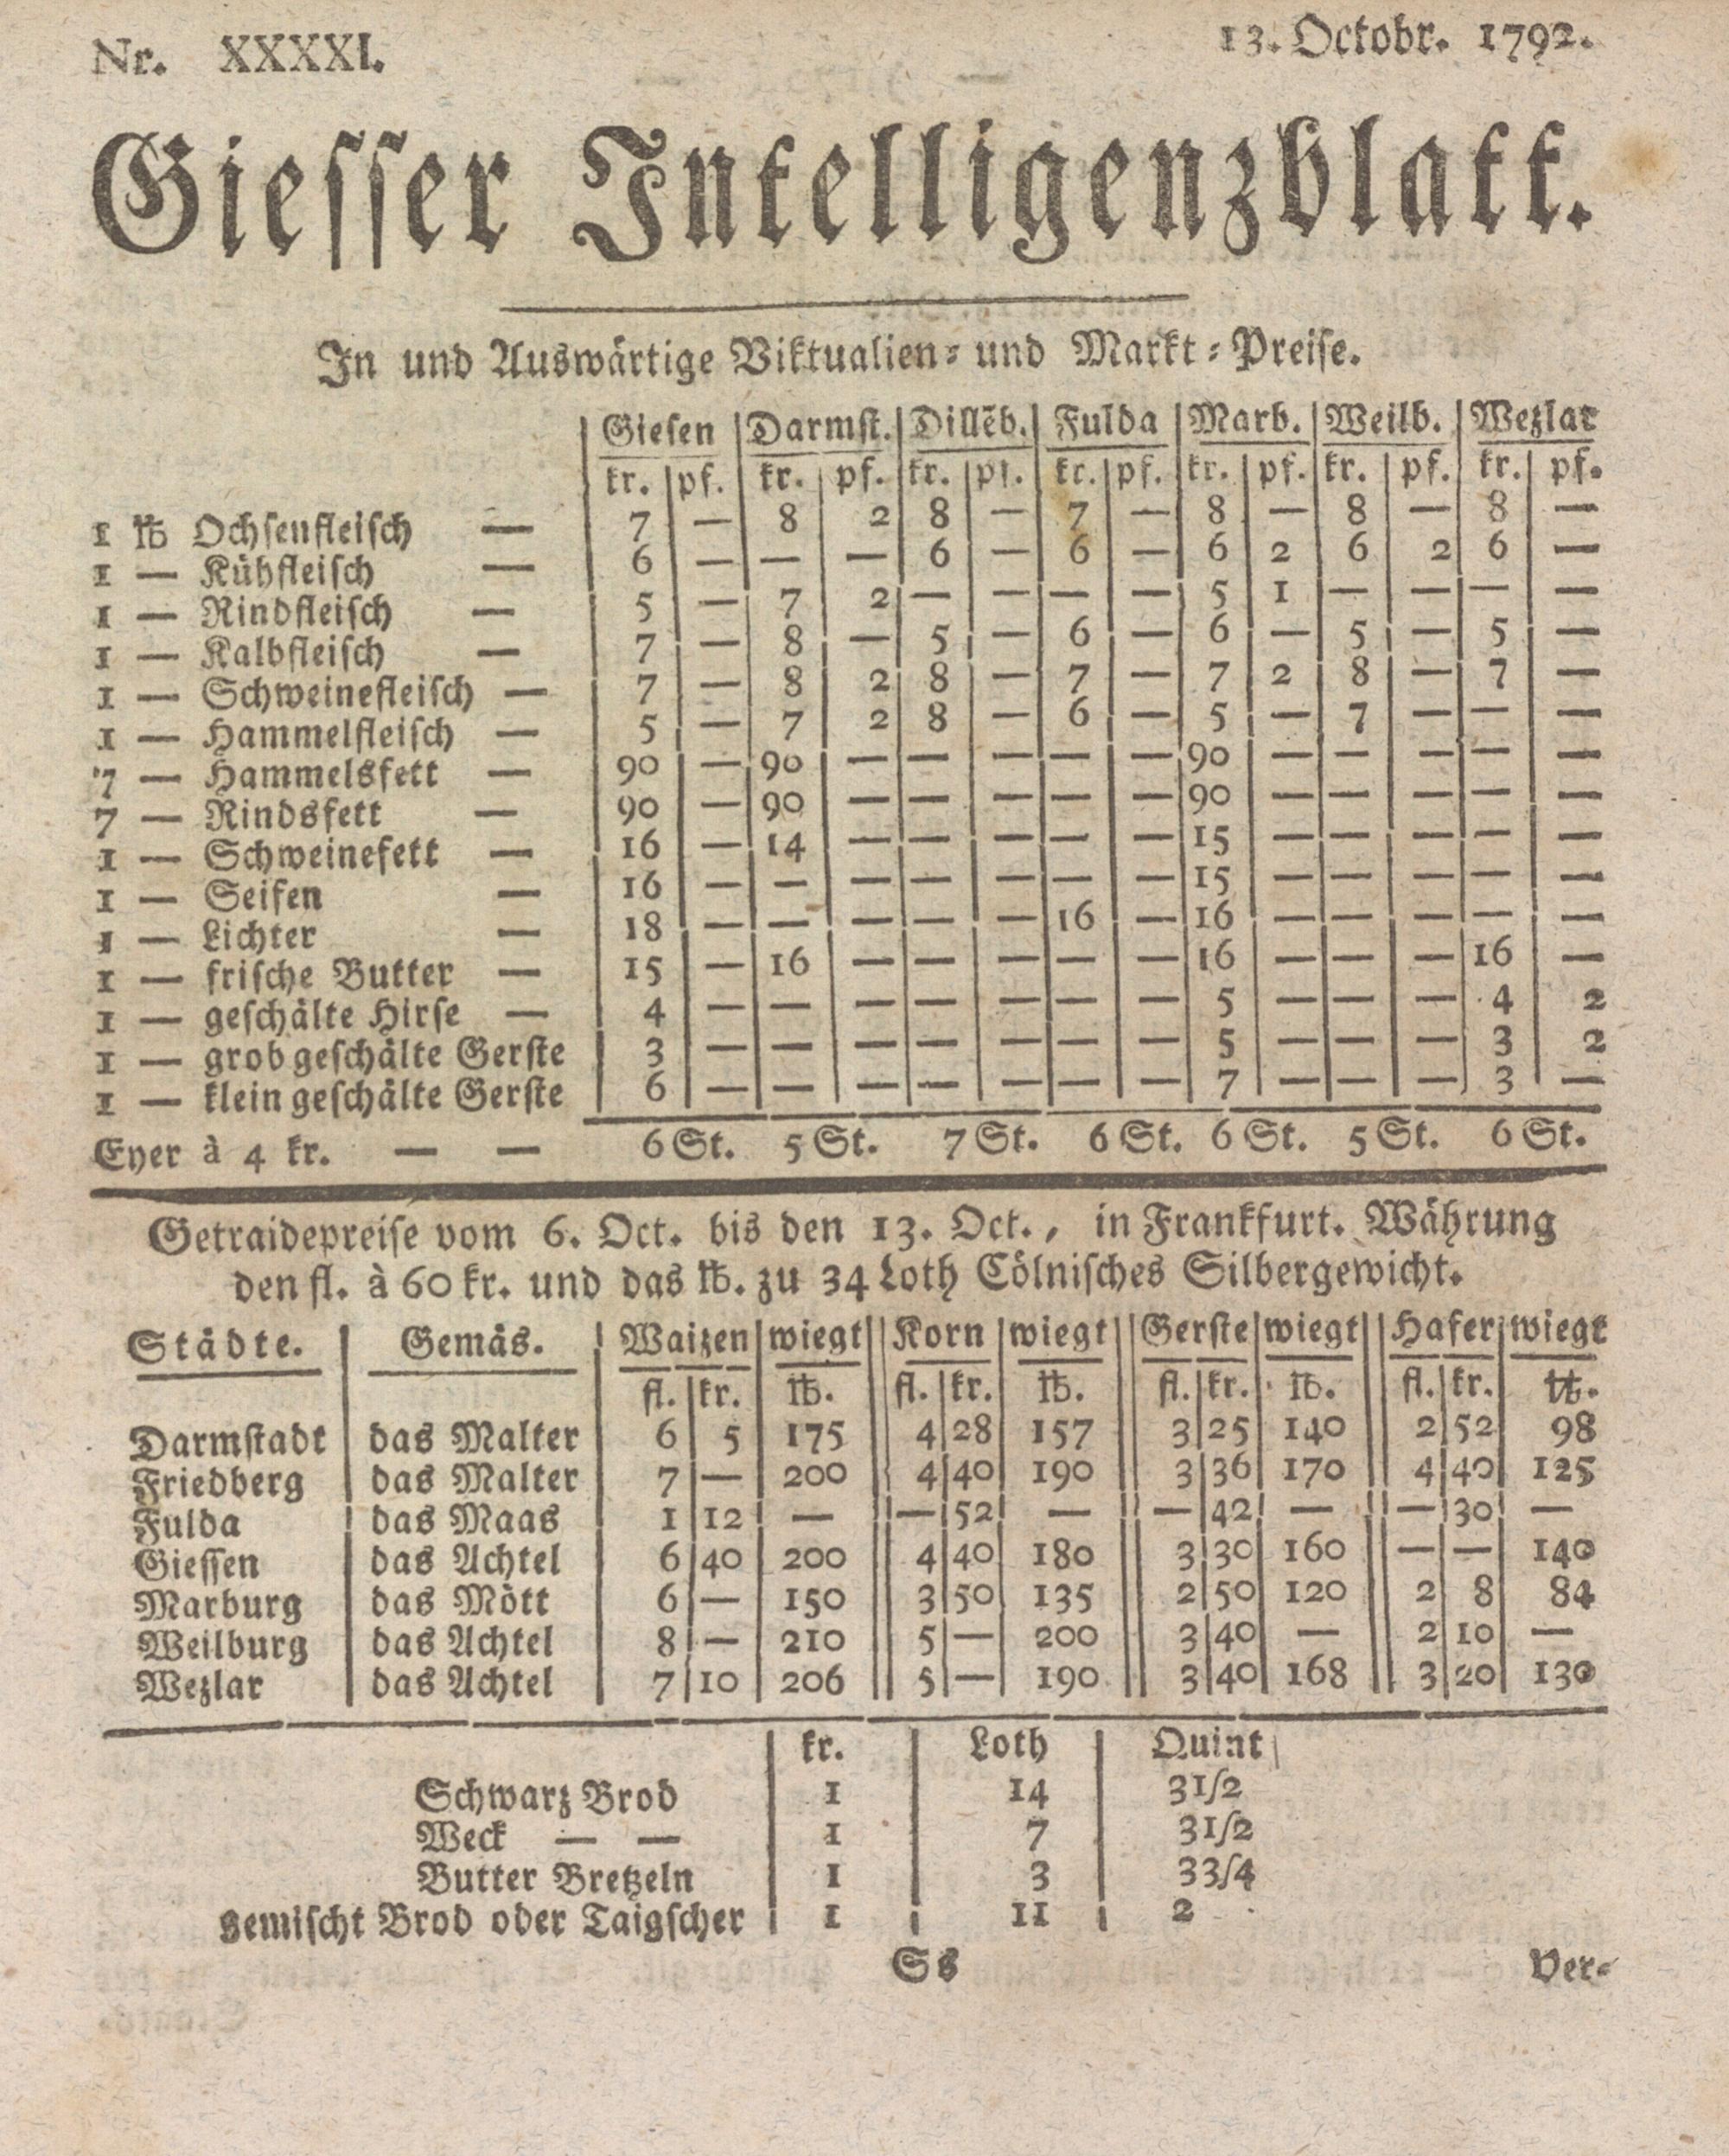 Nr. XXXXI. 13. Octobr. 1792.
Giesser Intelligenzblatt.
In und Auswärtige Viktualien- und Markt-Preise.
Giesen | Darmst. | Dillēb. | Fulda | Marb. | Weilb. | Wezlar
kr. | pf. | kr. | pf. | kr. | pf. | kr. | pf. | kr. | pf. | kr. | pf. | kr. | pf.
1 ℔ Ochsenfleisch — 7 | — | 8 | 2 | 8 | — | 7 | — | 8 | — | 8 | — | 8 | —
1 — Kühfleisch — 6 | — | — | — | 6 | — | 6 | — | 6 | 2 | 6 | 2 | 6 | —
1 — Rindfleisch — 5 | — | 7 | 2 | — | — | — | — | 5 | 1 | — | — | — | —
1 — Kalbfleisch — 7 | — | 8 | — | 5 | — | 6 | — | 6 | — | 5 | — | 5 | —
1 — Schweinefleisch — 7 | — | 8 | 2 | 8 | — | 7 | — | 7 | 2 | 8 | — | 7 | —
1 — Hammelfleisch — 5 | — | 7 | 2 | 8 | — | 6 | — | 5 | — | 7 | — | — | —
7 — Hammelsfett — 90 | — | 90 | — | — | — | — | — | 90 | — | — | — | — | —
7 — Rindsfett — 90 | — | 90 | — | — | — | — | — | 90 | — | — | — | — | —
1 — Schweinefett — 16 | — | 14 | — | — | — | — | — | 15 | — | — | — | — | —
1 — Seifen — 16 | — | — | — | — | — | — | — | 15 | — | — | — | — | —
1 — Lichter — 18 | — | — | — | — | — | 16 | — | 16 | — | — | — | — | —
1 — frische Butter — 15 | — | 16 | — | — | — | — | — | 16 | — | — | — | 16 | —
1 — geschälte Hirse — 4 | — | — | — | — | — | — | — | 5 | — | — | — | 4 | 2
1 — grob geschälte Gerste 3 | — | — | — | — | — | — | — | 5 | — | — | — | 3 | 2
1 — klein geschälte Gerste 6 | — | — | — | — | — | — | — | 7 | — | — | — | 3 | —
Eyer à 4 kr. — — 6 St. 5 St. 7 St. 6 St. 6 St. 5 St. 6 St.
Getraidepreise vom 6. Oct. bis den 13. Oct., in Frankfurt. Währung
den fl. à 60 kr. und das ℔. zu 34 Loth Cölnisches Silbergewicht.
Städte. | Gemäs. | Waizen | wiegt || Korn | wiegt || Gerste | wiegt || Hafer | wiegt
fl. | kr. | ℔. || fl. | kr. | ℔. || fl. | kr. | ℔. || fl. | kr. | ℔.
Darmstadt | das Malter | 6 | 5 | 175 || 4 | 28 | 157 || 3 | 25 | 140 || 2 | 52 | 98
Friedberg | das Malter | 7 | — | 200 || 4 | 40 | 190 || 3 | 36 | 170 || 4 | 40 | 125
Fulda | das Maas | 1 | 12 | — || — | 52 | — || — | 42 | — || — | 30 | —
Giessen | das Achtel | 6 | 40 | 200 || 4 | 40 | 180 || 3 | 30 | 160 || — | — | 140
Marburg | das Mött | 6 | — | 150 || 3 | 50 | 135 || 2 | 50 | 120 || 2 | 8 | 84
Weilburg | das Achtel | 8 | — | 210 || 5 | — | 200 || 3 | 40 | — || 2 | 10 | —
Wezlar | das Achtel | 7 | 10 | 206 || 5 | — | 190 || 3 | 40 | 168 || 3 | 20 | 130
kr. | Loth | Quint
Schwarz Brod | 1 | 14 | 3 1/2
Weck — — | 1 | 7 | 3 1/2
Butter Bretzeln | 1 | 3 | 3 3/4
gemischt Brod oder Taigscher | 1 | 11 | 2
Ss Ver-